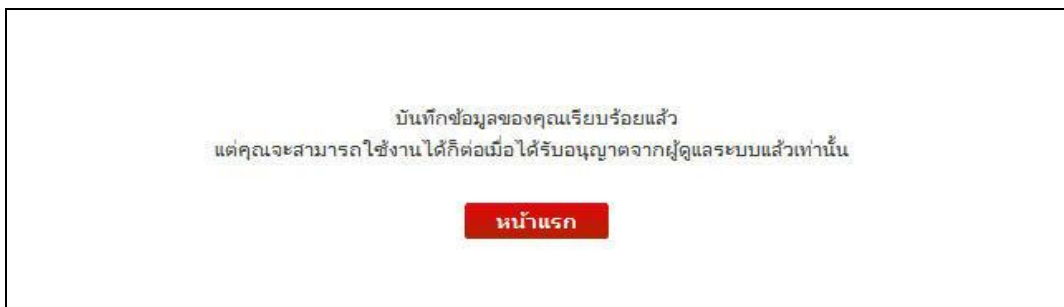 บันทึกข้อมูลของคุณเรียบร้อยแล้ว
แต่คุณจะสามารถใช้งานได้ก็ต่อเมื่อได้รับอนุญาตจากผู้ดูแลระบบแล้วเท่านั้น
หน้าแรก